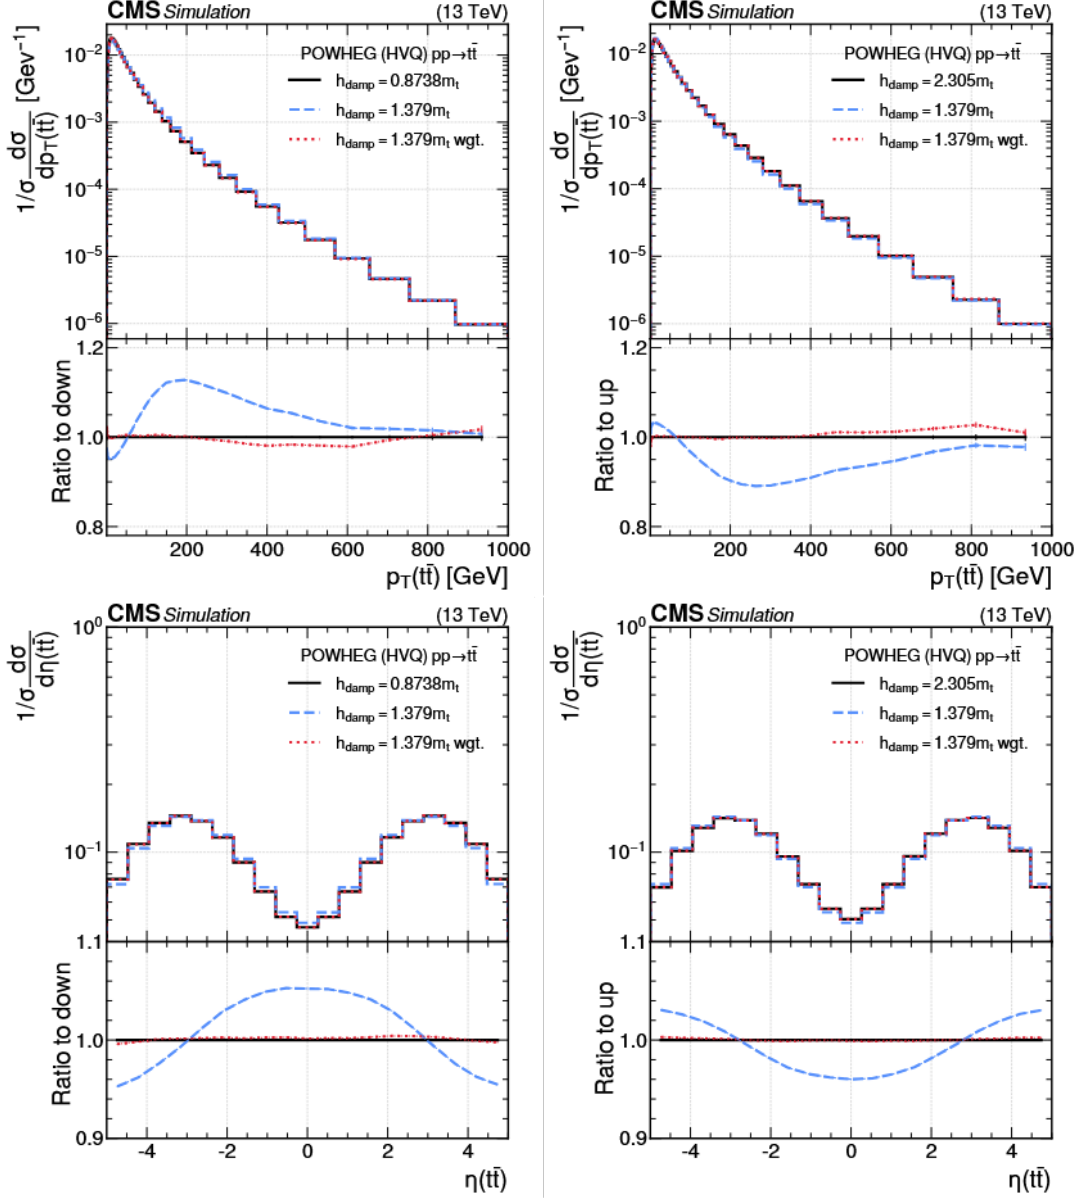 CMS Simulation (13 TeV)
1/σ dσ/dp_T(tt̄) [GeV⁻¹]
POWHEG (HVQ) pp→tt̄
h_damp = 0.8738m_t
h_damp = 1.379m_t
h_damp = 1.379m_t wgt.
10⁻²
10⁻³
10⁻⁴
10⁻⁵
10⁻⁶
Ratio to down
1.2
1.0
0.8
200 400 600 800 1000
p_T(tt̄) [GeV]
CMS Simulation (13 TeV)
1/σ dσ/dp_T(tt̄) [GeV⁻¹]
POWHEG (HVQ) pp→tt̄
h_damp = 2.305m_t
h_damp = 1.379m_t
h_damp = 1.379m_t wgt.
10⁻²
10⁻³
10⁻⁴
10⁻⁵
10⁻⁶
Ratio to up
1.2
1.0
0.8
200 400 600 800 1000
p_T(tt̄) [GeV]
CMS Simulation (13 TeV)
1/σ dσ/dη(tt̄)
POWHEG (HVQ) pp→tt̄
h_damp = 0.8738m_t
h_damp = 1.379m_t
h_damp = 1.379m_t wgt.
10⁰
10⁻¹
Ratio to down
1.1
1.0
0.9
-4 -2 0 2 4
η(tt̄)
CMS Simulation (13 TeV)
1/σ dσ/dη(tt̄)
POWHEG (HVQ) pp→tt̄
h_damp = 2.305m_t
h_damp = 1.379m_t
h_damp = 1.379m_t wgt.
10⁰
10⁻¹
Ratio to up
1.1
1.0
0.9
-4 -2 0 2 4
η(tt̄)